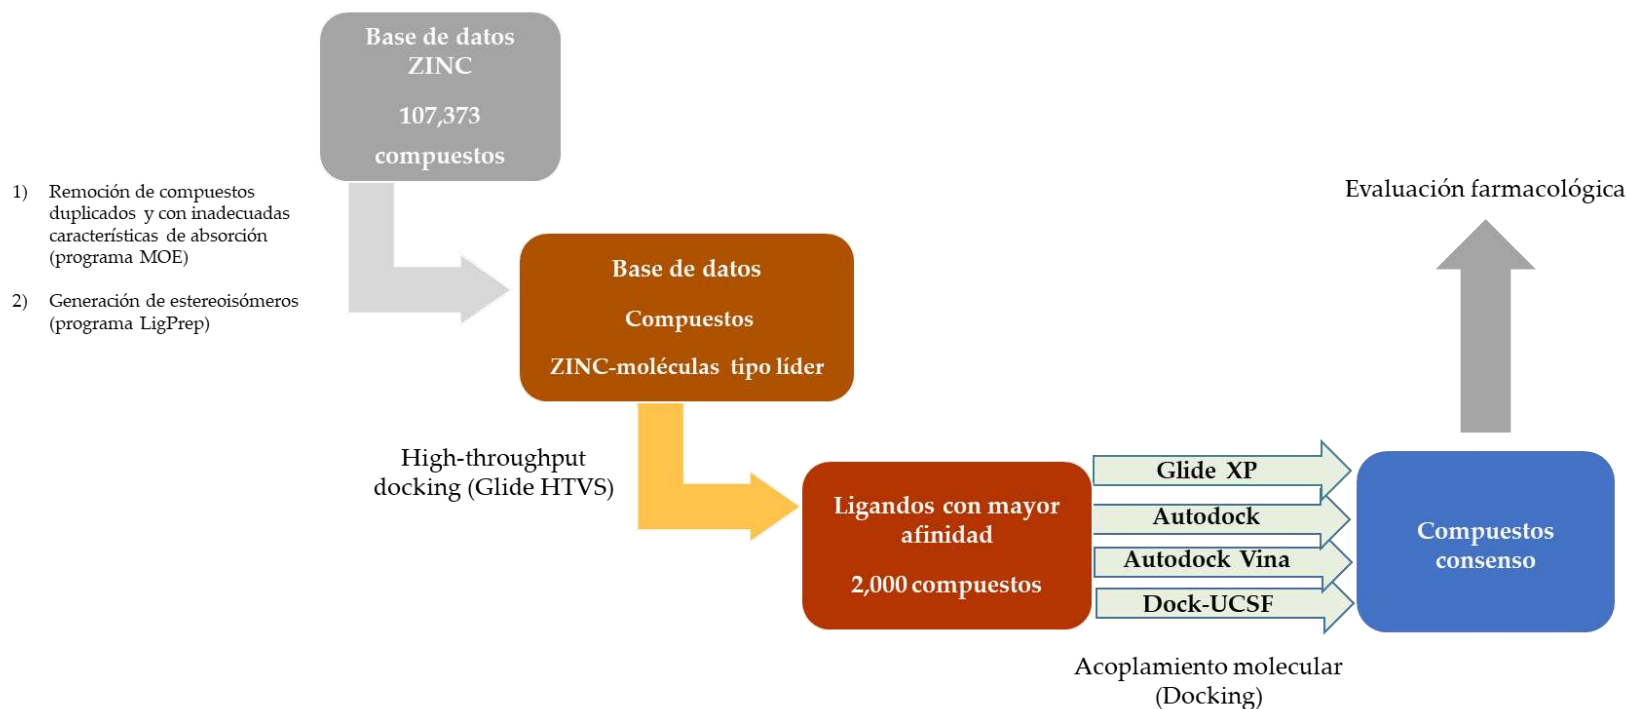 Base de datos
ZINC
107,373
compuestos
1) Remoción de compuestos
duplicados y con inadecuadas
características de absorción
(programa MOE)
2) Generación de estereoisómeros
(programa LigPrep)
Base de datos
Compuestos
ZINC-moléculas tipo líder
High-throughput
docking (Glide HTVS)
Ligandos con mayor
afinidad
2,000 compuestos
Glide XP
Autodock
Autodock Vina
Dock-UCSF
Acoplamiento molecular
(Docking)
Compuestos
consenso
Evaluación farmacológica